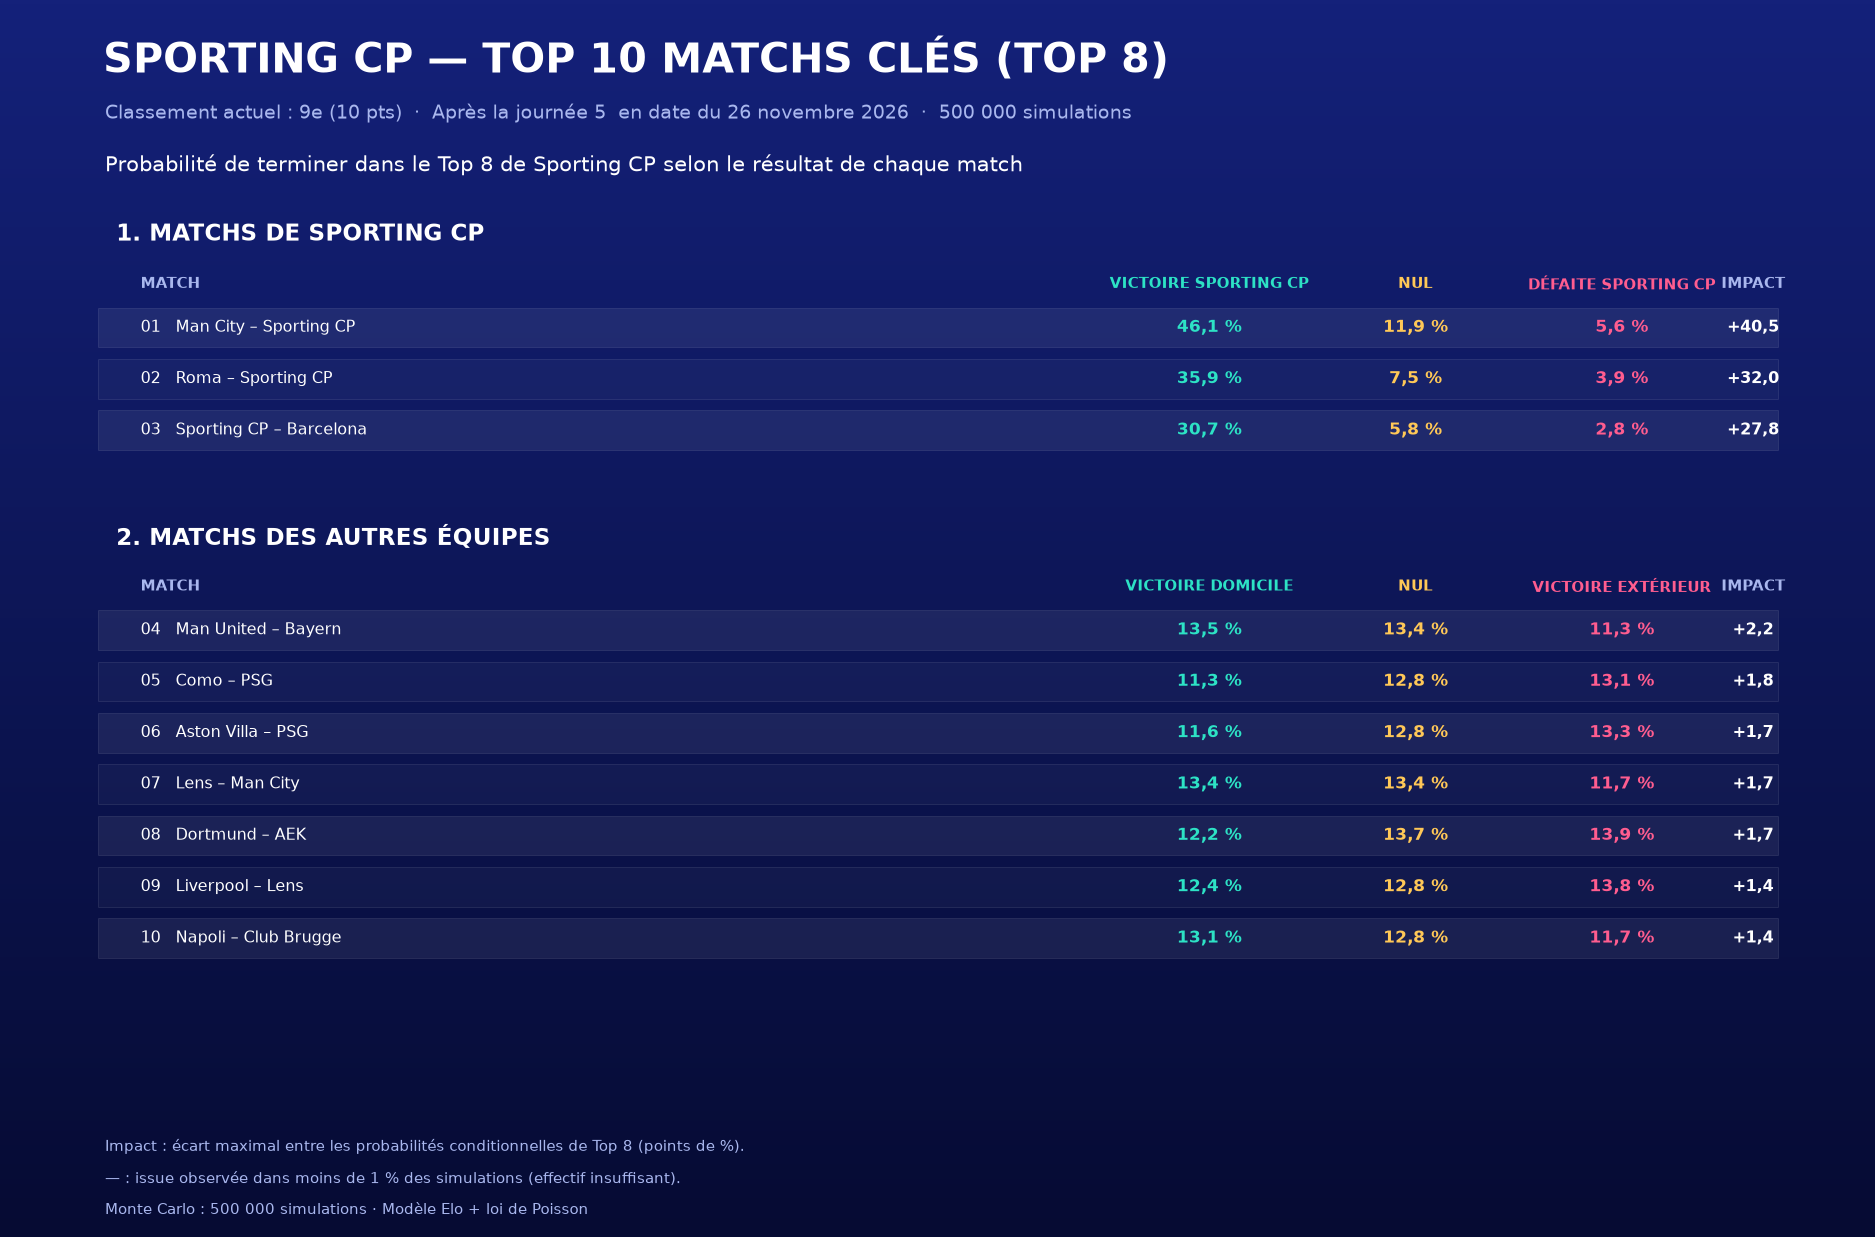 SPORTING CP — TOP 10 MATCHS CLÉS (TOP 8)
Classement actuel : 9e (10 pts) · Après la journée 5 en date du 26 novembre 2026 · 500 000 simulations
Probabilité de terminer dans le Top 8 de Sporting CP selon le résultat de chaque match
1. MATCHS DE SPORTING CP
MATCH VICTOIRE SPORTING CP NUL DÉFAITE SPORTING CP IMPACT
01 Man City – Sporting CP 46,1 % 11,9 % 5,6 % +40,5
02 Roma – Sporting CP 35,9 % 7,5 % 3,9 % +32,0
03 Sporting CP – Barcelona 30,7 % 5,8 % 2,8 % +27,8
2. MATCHS DES AUTRES ÉQUIPES
MATCH VICTOIRE DOMICILE NUL VICTOIRE EXTÉRIEUR IMPACT
04 Man United – Bayern 13,5 % 13,4 % 11,3 % +2,2
05 Como – PSG 11,3 % 12,8 % 13,1 % +1,8
06 Aston Villa – PSG 11,6 % 12,8 % 13,3 % +1,7
07 Lens – Man City 13,4 % 13,4 % 11,7 % +1,7
08 Dortmund – AEK 12,2 % 13,7 % 13,9 % +1,7
09 Liverpool – Lens 12,4 % 12,8 % 13,8 % +1,4
10 Napoli – Club Brugge 13,1 % 12,8 % 11,7 % +1,4
Impact : écart maximal entre les probabilités conditionnelles de Top 8 (points de %).
— : issue observée dans moins de 1 % des simulations (effectif insuffisant).
Monte Carlo : 500 000 simulations · Modèle Elo + loi de Poisson